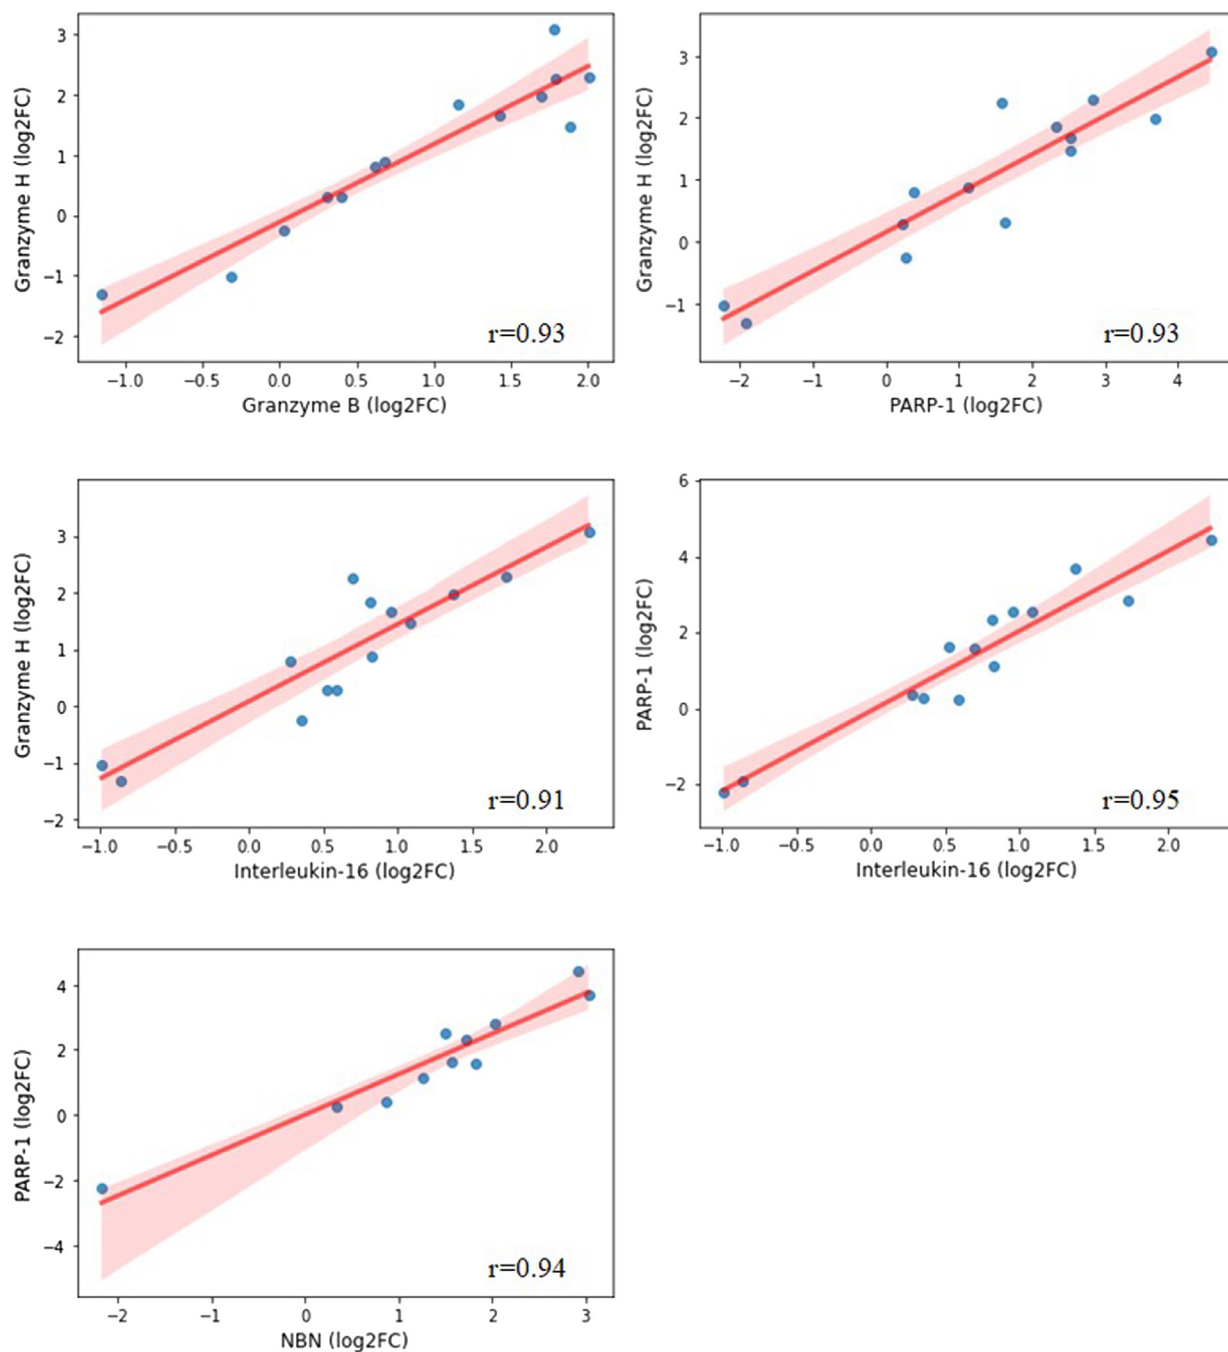 3
2
1
0
−1
−2
Granzyme H (log2FC)
r=0.93
−1.0 −0.5 0.0 0.5 1.0 1.5 2.0
Granzyme B (log2FC)
3
2
1
0
−1
Granzyme H (log2FC)
r=0.93
−2 −1 0 1 2 3 4
PARP-1 (log2FC)
3
2
1
0
−1
−2
Granzyme H (log2FC)
r=0.91
−1.0 −0.5 0.0 0.5 1.0 1.5 2.0
Interleukin-16 (log2FC)
6
4
2
0
−2
PARP-1 (log2FC)
r=0.95
−1.0 −0.5 0.0 0.5 1.0 1.5 2.0
Interleukin-16 (log2FC)
4
2
0
−2
−4
PARP-1 (log2FC)
r=0.94
−2 −1 0 1 2 3
NBN (log2FC)